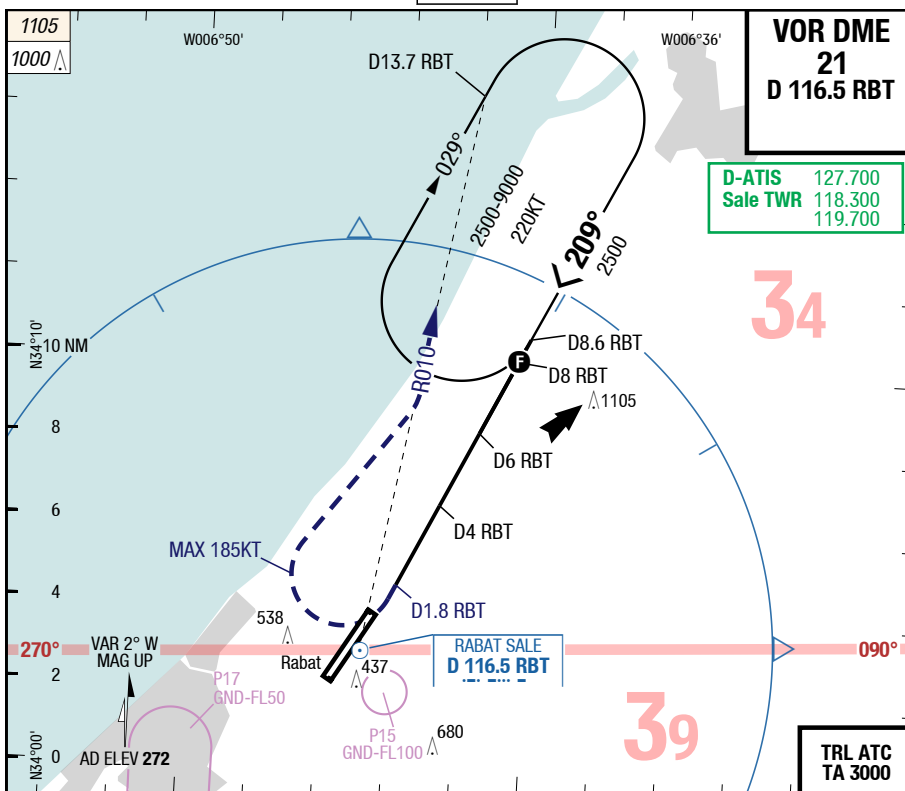 1105
1000
W006°50'
W006°36'
VOR DME
21
D 116.5 RBT
D13.7 RBT
029°
2500-9000
220KT
209°
2500
D-ATIS 127.700
Sale TWR 118.300
119.700
34
N34°10'
10 NM
R010
D8.6 RBT
F
D8 RBT
1105
8
D6 RBT
6
D4 RBT
MAX 185KT
4
D1.8 RBT
538
270°
VAR 2° W
MAG UP
Rabat
RABAT SALE
D 116.5 RBT
090°
2
437
P17
GND-FL50
39
P15
GND-FL100
680
N34°00'
0
AD ELEV 272
TRL ATC
TA 3000